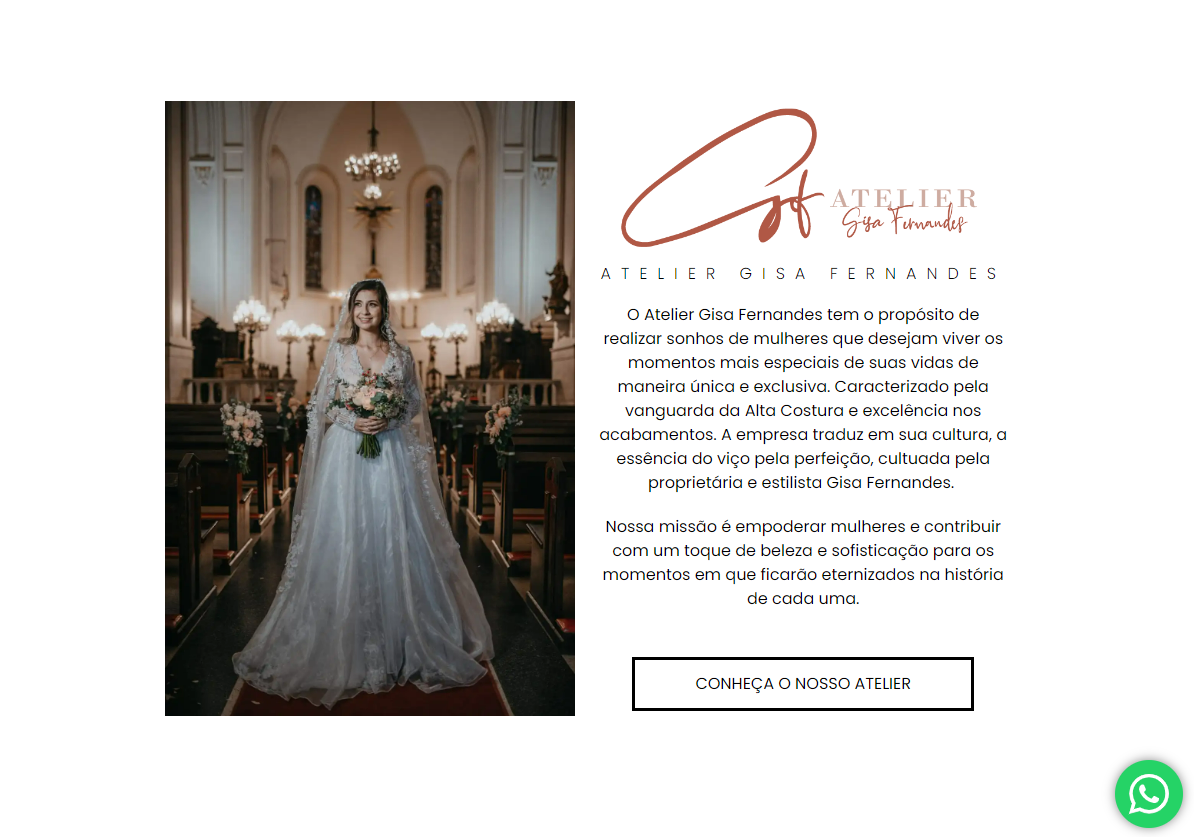 Gf
ATELIER
Gisa Fernandes
ATELIER GISA FERNANDES
O Atelier Gisa Fernandes tem o propósito de
realizar sonhos de mulheres que desejam viver os
momentos mais especiais de suas vidas de
maneira única e exclusiva. Caracterizado pela
vanguarda da Alta Costura e excelência nos
acabamentos. A empresa traduz em sua cultura, a
essência do viço pela perfeição, cultuada pela
proprietária e estilista Gisa Fernandes.
Nossa missão é empoderar mulheres e contribuir
com um toque de beleza e sofisticação para os
momentos em que ficarão eternizados na história
de cada uma.
CONHEÇA O NOSSO ATELIER